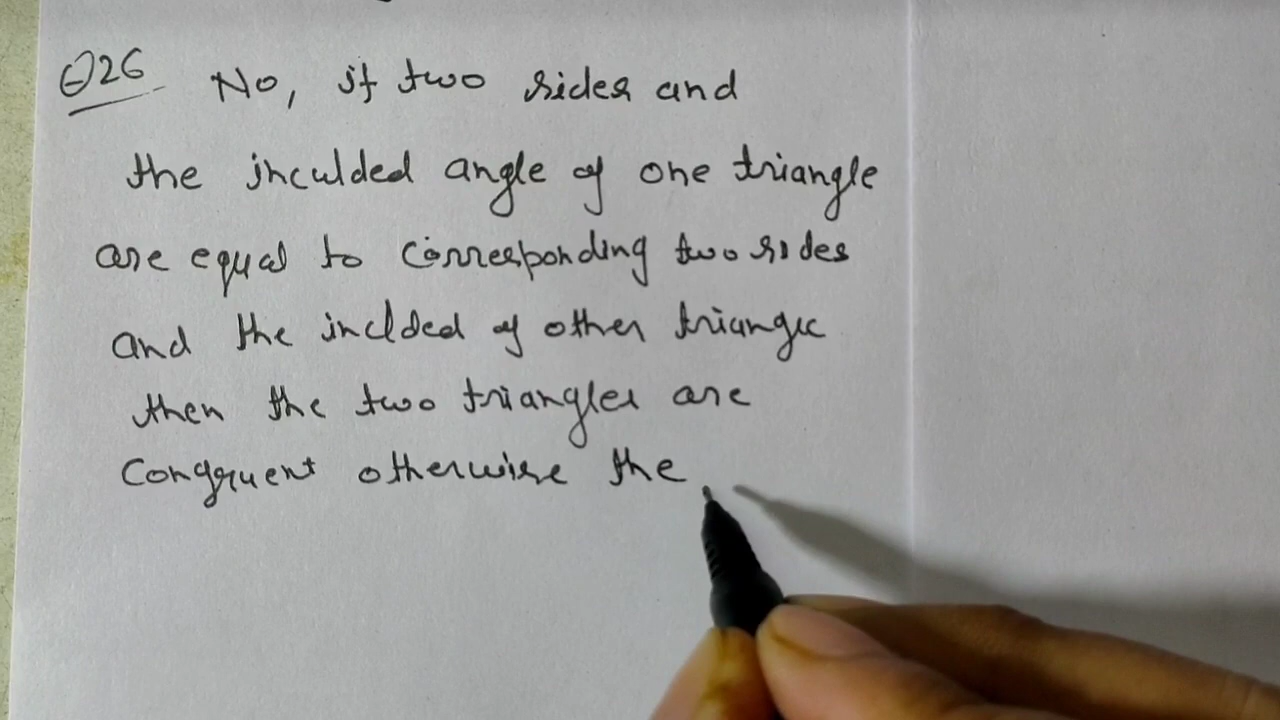 Q26 No, if two sides and
the inculded angle of one triangle
are equal to corresponding two sides
and the inclded of other triangle
then the two triangles are
Congruent otherwise the